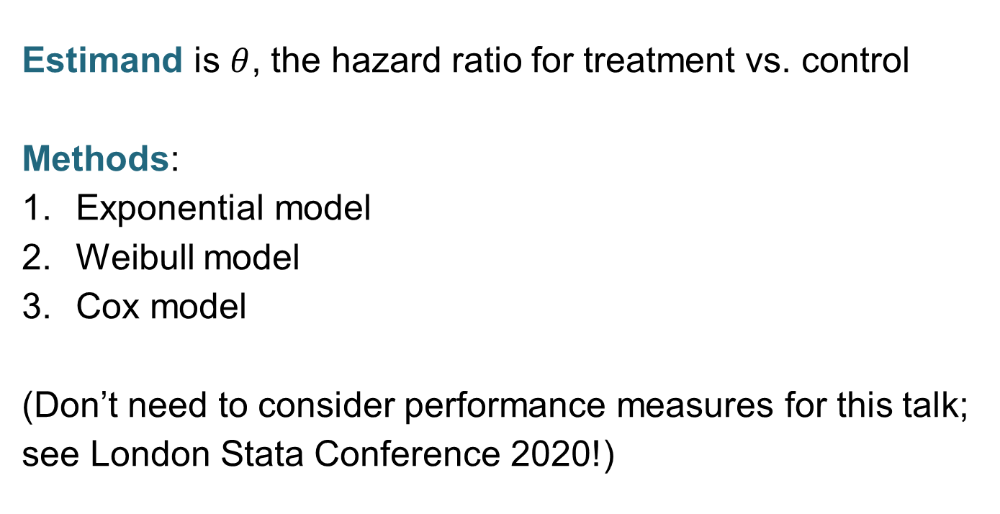 Estimand is θ, the hazard ratio for treatment vs. control
Methods:
1. Exponential model
2. Weibull model
3. Cox model
(Don’t need to consider performance measures for this talk;
see London Stata Conference 2020!)